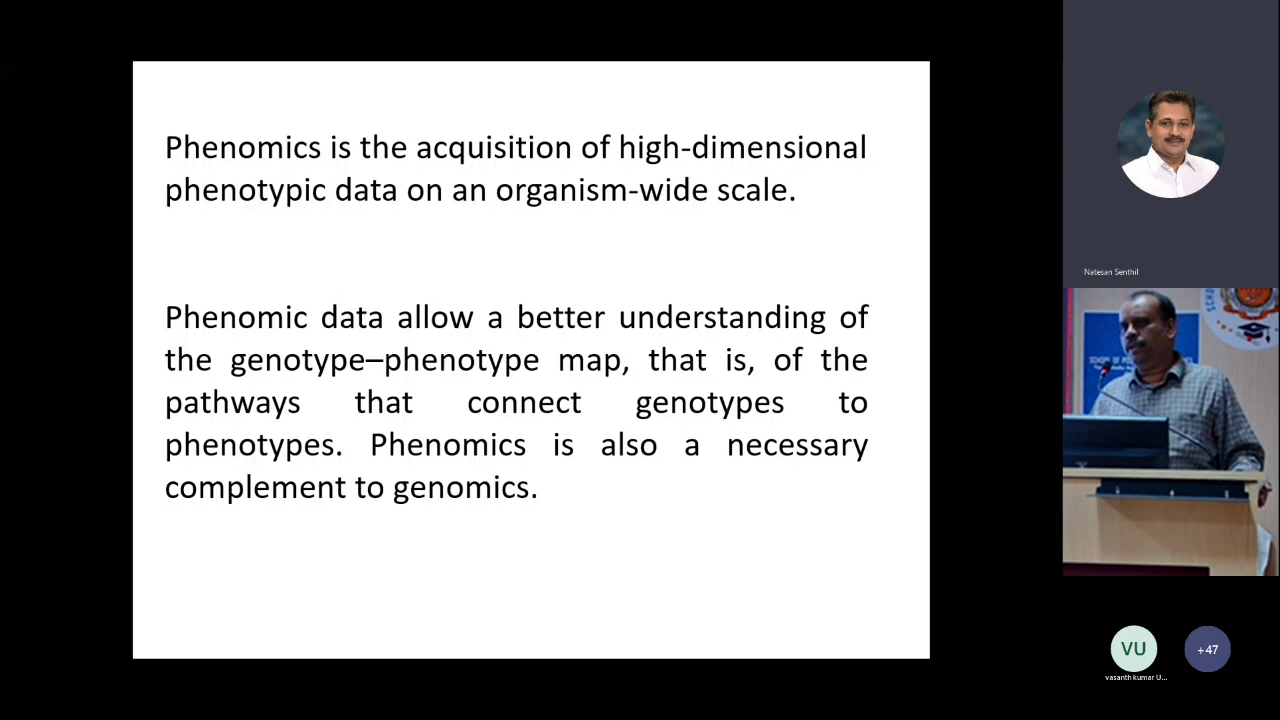 Phenomics is the acquisition of high-dimensional
phenotypic data on an organism-wide scale.
Phenomic data allow a better understanding of
the genotype–phenotype map, that is, of the
pathways that connect genotypes to
phenotypes. Phenomics is also a necessary
complement to genomics.
Natesan Senthil
VU
+47
vasanth kumar U...